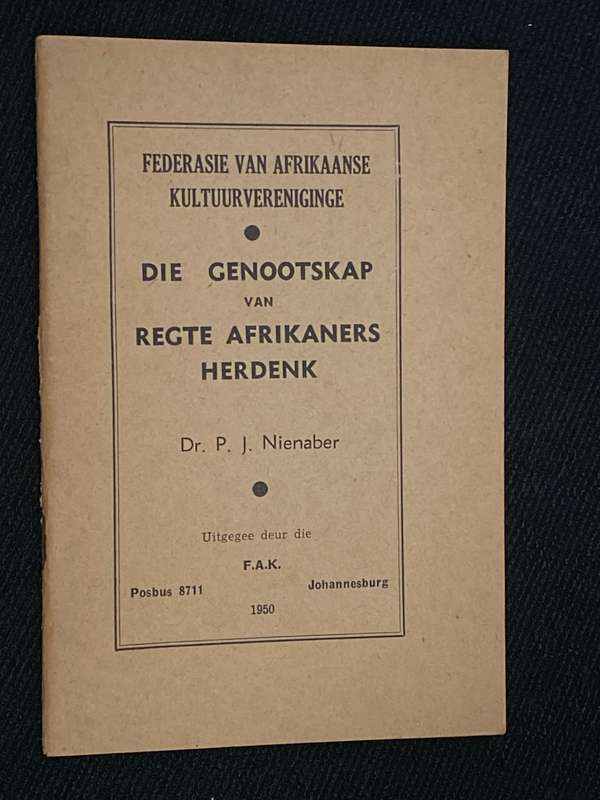 FEDERASIE VAN AFRIKAANSE
KULTUURVERENIGINGE
DIE GENOOTSKAP
VAN
REGTE AFRIKANERS
HERDENK
Dr. P. J. Nienaber
Uitgegee deur die
F.A.K.
Posbus 8711 Johannesburg
1950